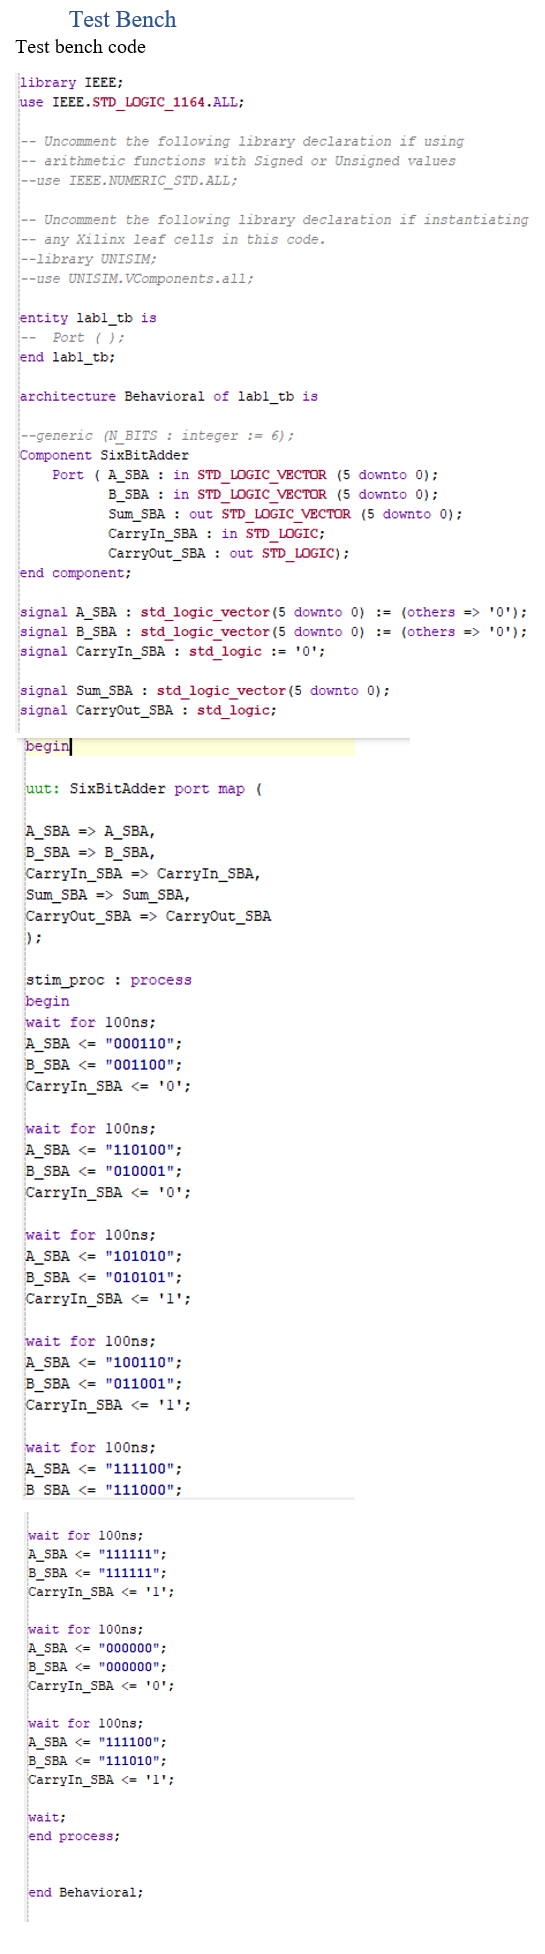 Test Bench
Test bench code
library IEEE;
use IEEE.STD_LOGIC_1164.ALL;
-- Uncomment the following library declaration if using
-- arithmetic functions with Signed or Unsigned values
--use IEEE.NUMERIC_STD.ALL;
-- Uncomment the following library declaration if instantiating
-- any Xilinx leaf cells in this code.
--library UNISIM;
--use UNISIM.VComponents.all;
entity lab1_tb is
--  Port ( );
end lab1_tb;
architecture Behavioral of lab1_tb is
--generic (N_BITS : integer := 6);
Component SixBitAdder
    Port ( A_SBA : in STD_LOGIC_VECTOR (5 downto 0);
           B_SBA : in STD_LOGIC_VECTOR (5 downto 0);
           Sum_SBA : out STD_LOGIC_VECTOR (5 downto 0);
           CarryIn_SBA : in STD_LOGIC;
           CarryOut_SBA : out STD_LOGIC);
end component;
signal A_SBA : std_logic_vector(5 downto 0) := (others => '0');
signal B_SBA : std_logic_vector(5 downto 0) := (others => '0');
signal CarryIn_SBA : std_logic := '0';
signal Sum_SBA : std_logic_vector(5 downto 0);
signal CarryOut_SBA : std_logic;
begin
uut: SixBitAdder port map (
A_SBA => A_SBA,
B_SBA => B_SBA,
CarryIn_SBA => CarryIn_SBA,
Sum_SBA => Sum_SBA,
CarryOut_SBA => CarryOut_SBA
);
stim_proc : process
begin
wait for 100ns;
A_SBA <= "000110";
B_SBA <= "001100";
CarryIn_SBA <= '0';
wait for 100ns;
A_SBA <= "110100";
B_SBA <= "010001";
CarryIn_SBA <= '0';
wait for 100ns;
A_SBA <= "101010";
B_SBA <= "010101";
CarryIn_SBA <= '1';
wait for 100ns;
A_SBA <= "100110";
B_SBA <= "011001";
CarryIn_SBA <= '1';
wait for 100ns;
A_SBA <= "111100";
B_SBA <= "111000";
wait for 100ns;
A_SBA <= "111111";
B_SBA <= "111111";
CarryIn_SBA <= '1';
wait for 100ns;
A_SBA <= "000000";
B_SBA <= "000000";
CarryIn_SBA <= '0';
wait for 100ns;
A_SBA <= "111100";
B_SBA <= "111010";
CarryIn_SBA <= '1';
wait;
end process;
end Behavioral;